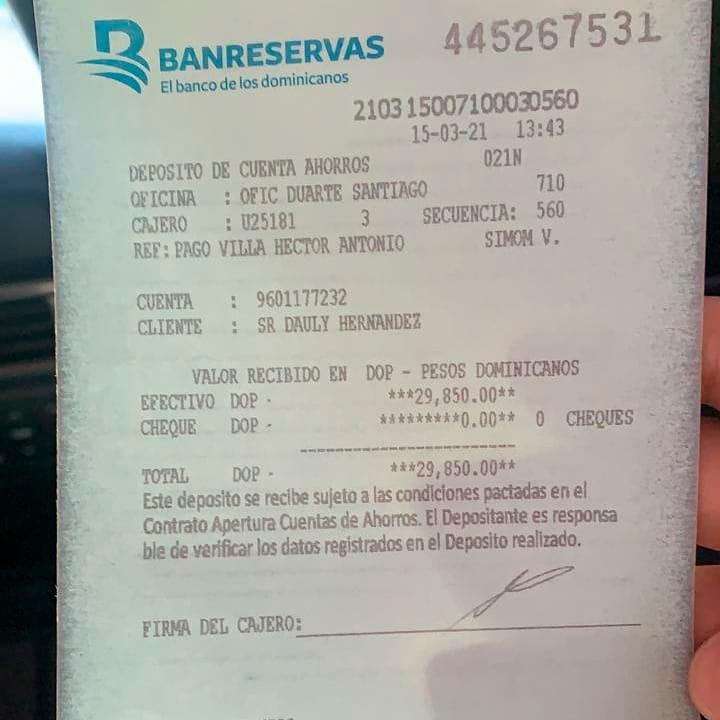 BANRESERVAS 445267531
El banco de los dominicanos
210315007100030560
15-03-21 13:43
DEPOSITO DE CUENTA AHORROS 021N
OFICINA : OFIC DUARTE SANTIAGO 710
CAJERO : U25181 3 SECUENCIA: 560
REF: PAGO VILLA HECTOR ANTONIO SIMOM V.
CUENTA : 9601177232
CLIENTE : SR DAULY HERNANDEZ
VALOR RECIBIDO EN DOP - PESOS DOMINICANOS
EFECTIVO DOP - ***29,850.00**
CHEQUE DOP - *********0.00** 0 CHEQUES
TOTAL DOP - ***29,850.00**
Este deposito se recibe sujeto a las condiciones pactadas en el
Contrato Apertura Cuentas de Ahorros. El Depositante es responsa
ble de verificar los datos registrados en el Deposito realizado.
FIRMA DEL CAJERO: